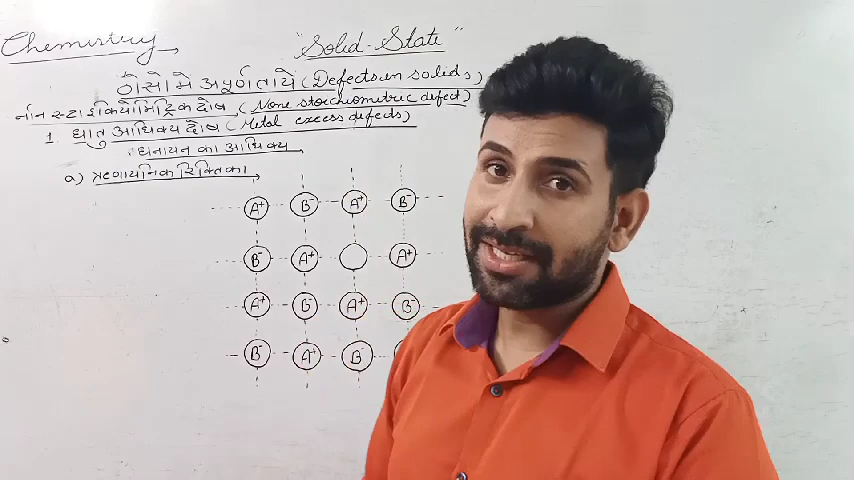 Chemistry
"Solid-State"
ठोसो मे अपूर्णतायें (Defects in solids)
नॉन स्टाइकियोमिट्रिक दोष (None stoichiometric defect)
1. धातु आधिक्य दोष (Metal excess defects)
धनायन का आधिक्य
a) ऋणायनिक रिक्तिका
A⁺ B⁻ A⁺ B⁻
B⁻ A⁺ A⁺
A⁺ B A⁺ B⁻
B⁻ A⁺ B⁻